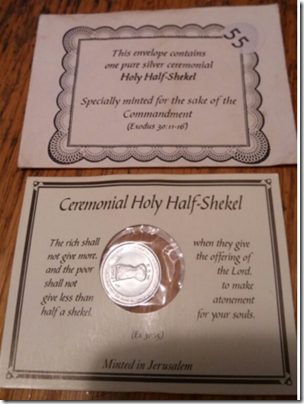 55
This envelope contains
one pure silver ceremonial
Holy Half-Shekel
Specially minted for the sake of the
Commandment
(Exodus 30:11-16)
Ceremonial Holy Half-Shekel
The rich shall
not give more,
and the poor
shall not
give less than
half a shekel.
when they give
the offering of
the Lord,
to make
atonement
for your souls.
(Ex 30:15)
Minted in Jerusalem